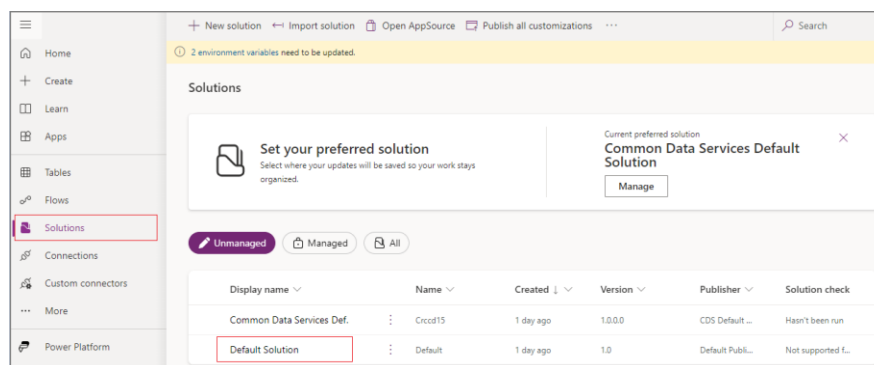 + New solution ← Import solution Open AppSource Publish all customizations ··· Search
2 environment variables need to be updated.
Home
Create
Learn
Apps
Tables
Flows
Solutions
Connections
Custom connectors
More
Power Platform
Solutions
Set your preferred solution
Select where your updates will be saved so your work stays
organized.
Current preferred solution
Common Data Services Default
Solution
Manage
Unmanaged Managed All
Display name Name Created ↓ Version Publisher Solution check
Common Data Services Def. Crccd15 1 day ago 1.0.0.0 CDS Default ... Hasn't been run
Default Solution Default 1 day ago 1.0 Default Publi... Not supported f...